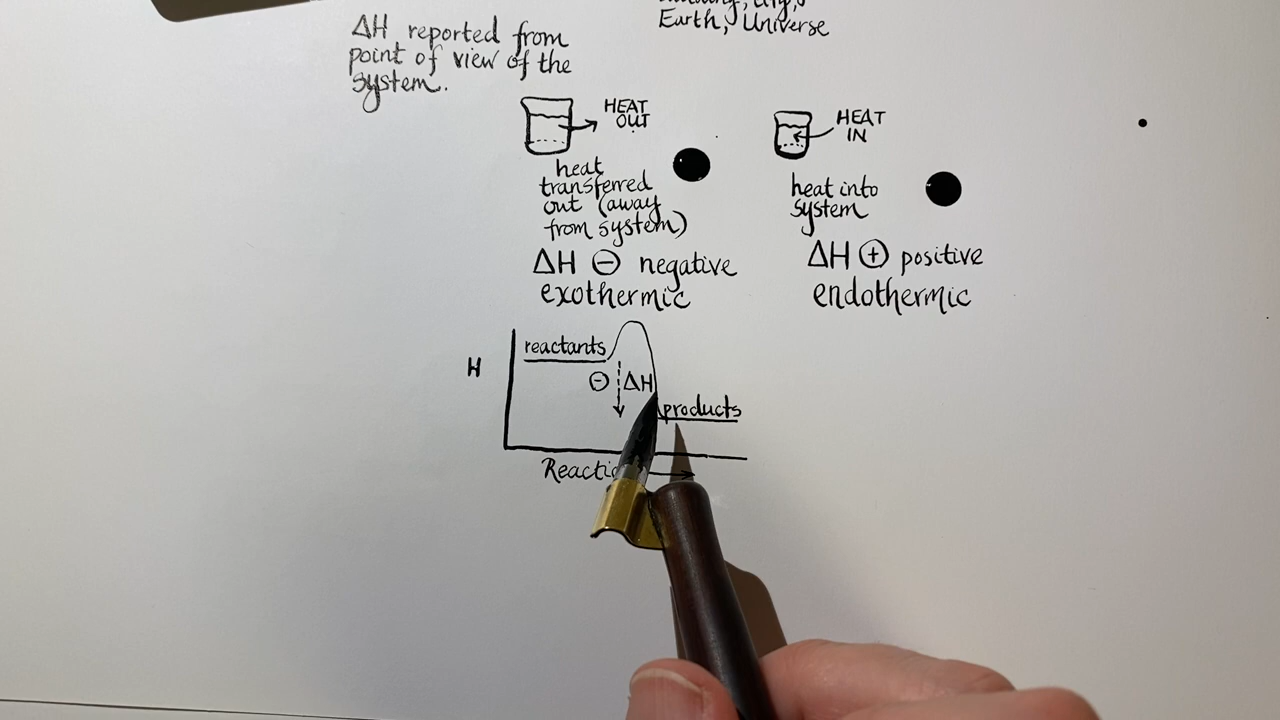 Earth, Universe
ΔH reported from
point of view of the
system.
HEAT
OUT
heat
transferred
out (away
from system)
ΔH ⊖ negative
exothermic
HEAT
IN
heat into
system
ΔH ⊕ positive
endothermic
H
reactants
⊖ ΔH
products